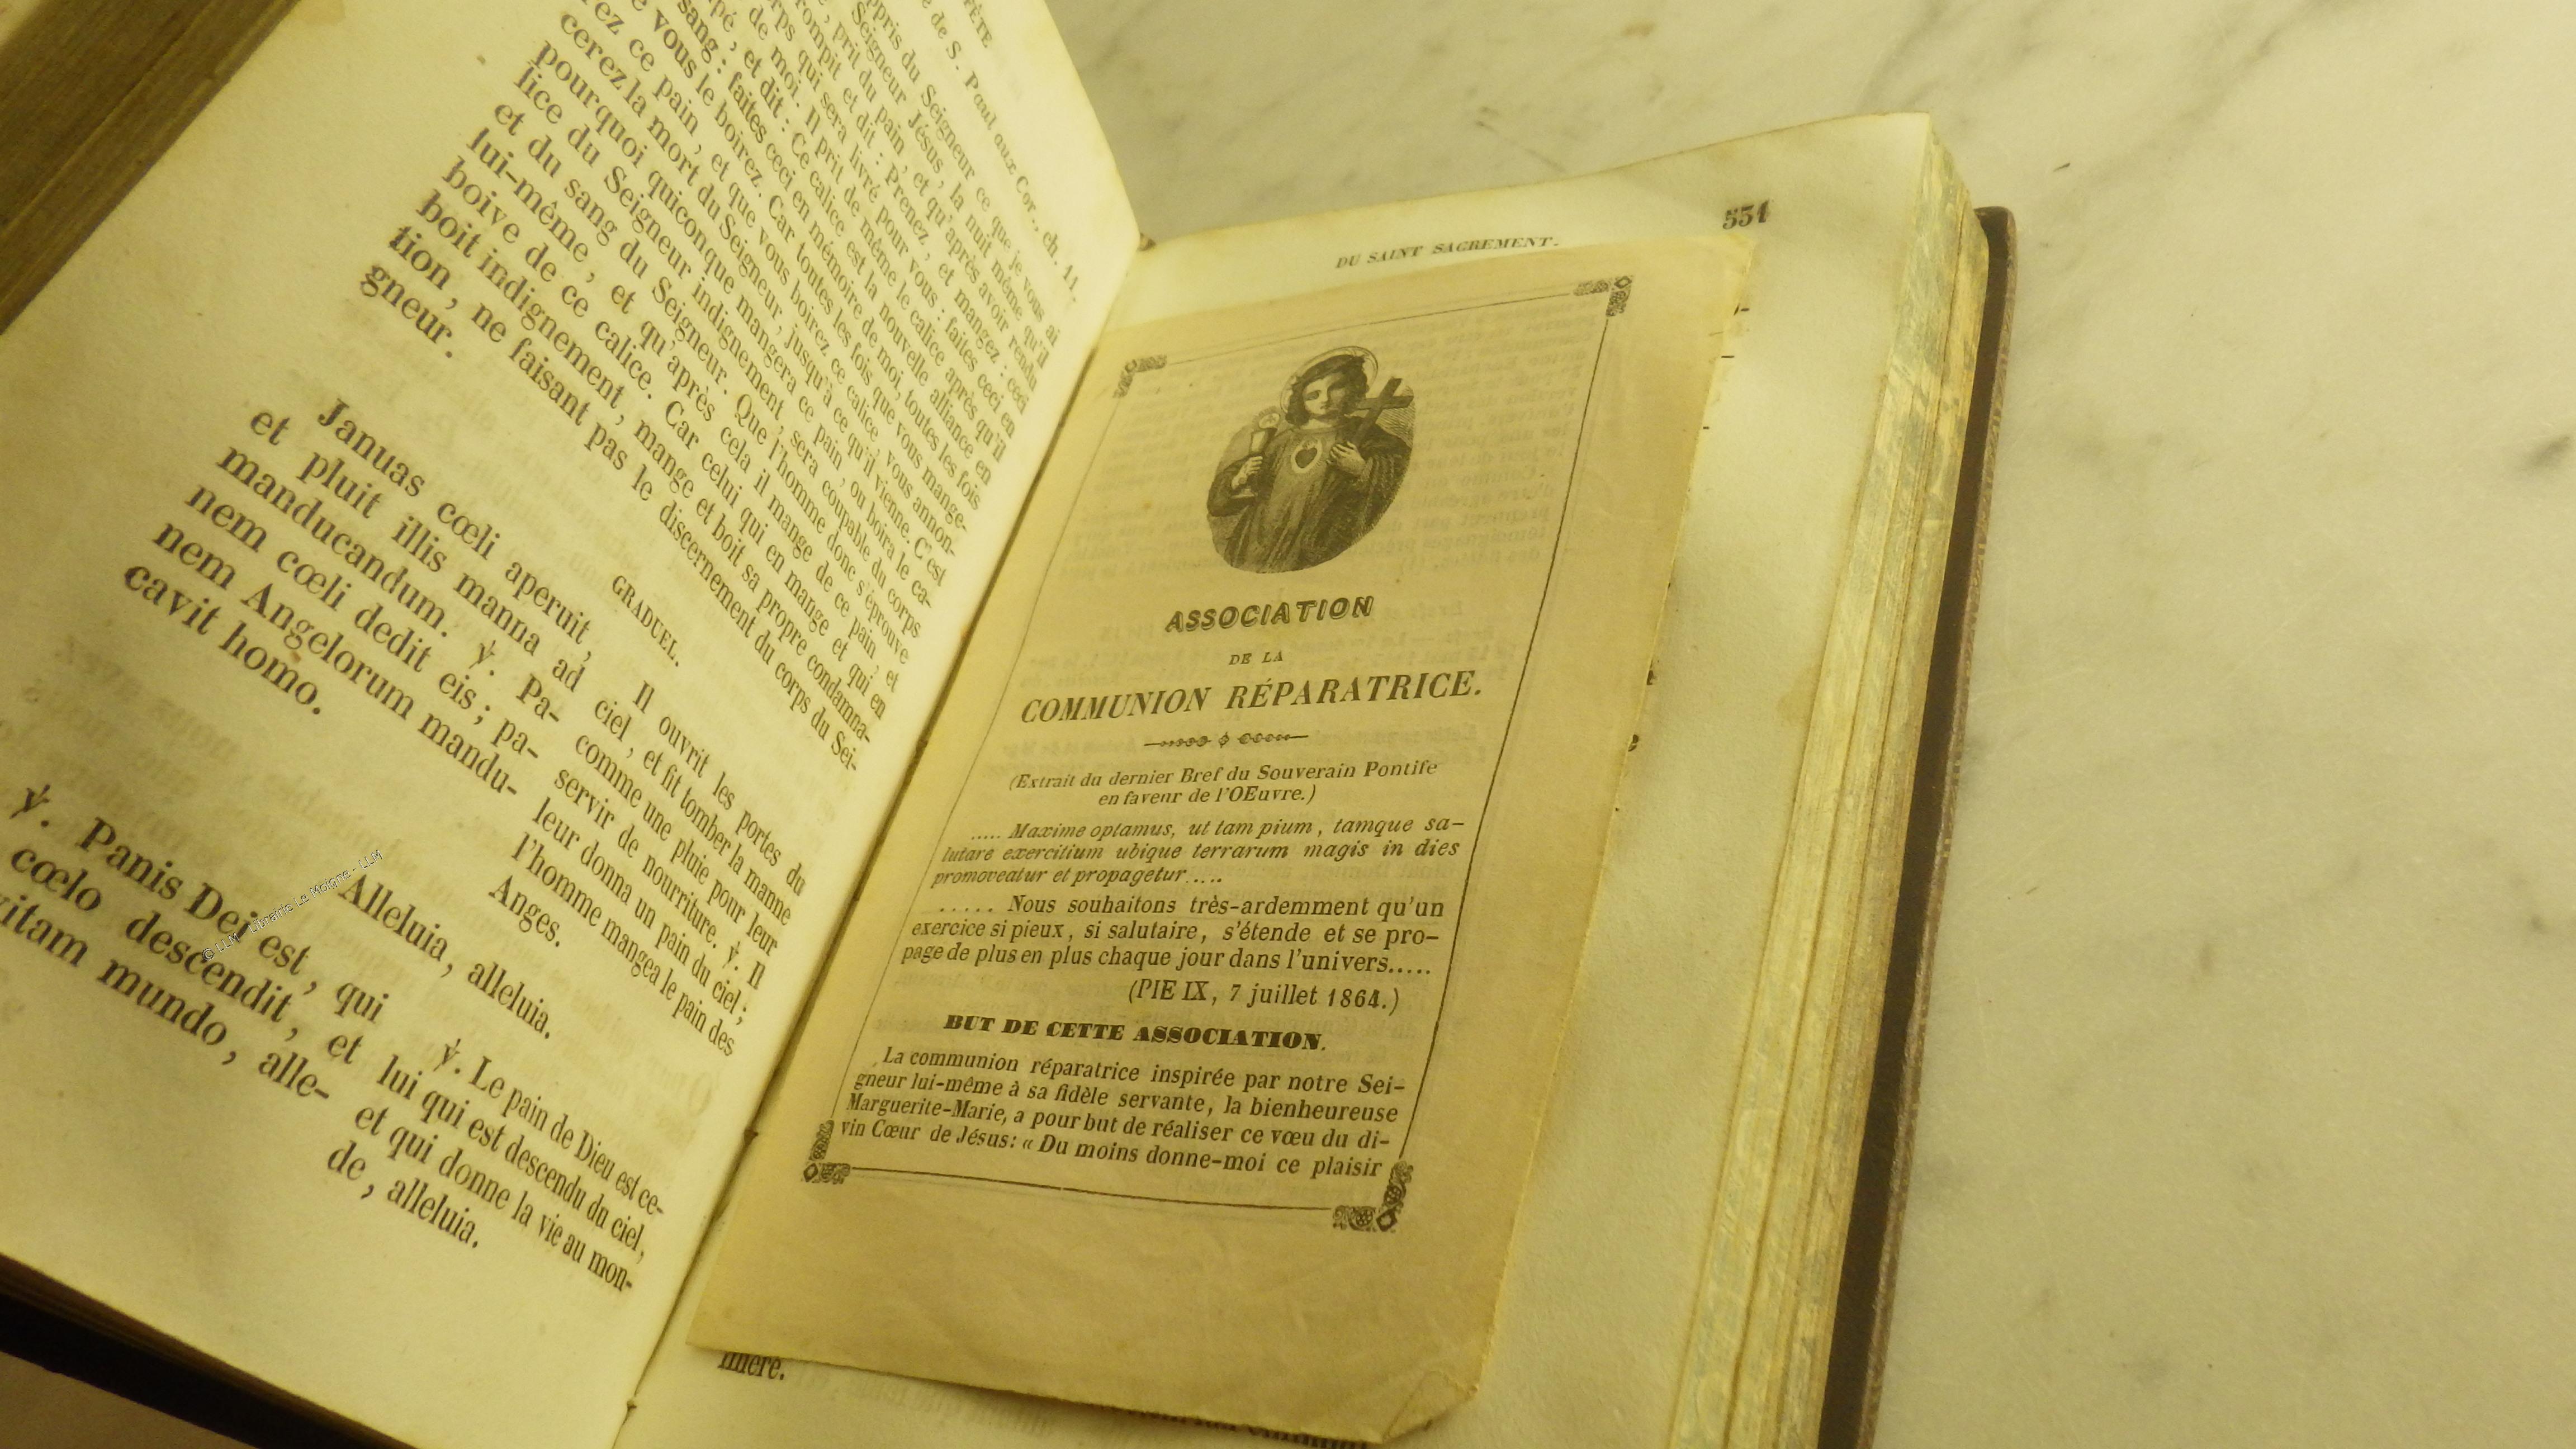 FÊTE
de S. Paul aux Cor., ch. 11.
appris du Seigneur ce que je vous ai
Seigneur Jésus, la nuit même qu'il
, prit du pain, et qu'après avoir rendu
rompit et dit : Prenez, et mangez : ceci
rps qui sera livré pour vous : faites ceci en
de moi. Il prit de même le calice après qu'il
pé, et dit : Ce calice est la nouvelle alliance en
sang : faites ceci en mémoire de moi, toutes les fois
e vous le boirez. Car toutes les fois que vous mange-
rez ce pain, et que vous boirez ce calice, vous annon-
cerez la mort du Seigneur, jusqu'à ce qu'il vienne. C'est
pourquoi quiconque mangera ce pain, ou boira le ca-
lice du Seigneur indignement, sera coupable du corps
et du sang du Seigneur. Que l'homme donc s'éprouve
lui-même, et qu'après cela il mange de ce pain, et
boive de ce calice. Car celui qui en mange et qui en
boit indignement, mange et boit sa propre condamna-
tion, ne faisant pas le discernement du corps du Sei-
gneur.
GRADUEL.
Januas cœli aperuit,
et pluit illis manna ad
manducandum. ℣. Pa-
nem cœli dedit eis; pa-
nem Angelorum mandu-
cavit homo.
Il ouvrit les portes du
ciel, et fit tomber la manne
comme une pluie pour leur
servir de nourriture. ℣. Il
leur donna un pain du ciel;
l'homme mangea le pain des
Anges.
Alleluia, alleluia.
℣. Panis Dei est, qui
cœlo descendit, et
vitam mundo, alle-
℣. Le pain de Dieu est ce-
lui qui est descendu du ciel,
et qui donne la vie au mon-
de, alleluia.
© LLM - Librairie Le Moigne - LLM
DU SAINT SACREMENT.
551
ASSOCIATION
DE LA
COMMUNION RÉPARATRICE.
(Extrait du dernier Bref du Souverain Pontife
en faveur de l'OEuvre.)
..... Maxime optamus, ut tam pium, tamque sa-
lutare exercitium ubique terrarum magis in dies
promoveatur et propagetur.....
..... Nous souhaitons très-ardemment qu'un
exercice si pieux, si salutaire, s'étende et se pro-
page de plus en plus chaque jour dans l'univers.....
(PIE IX, 7 juillet 1864.)
BUT DE CETTE ASSOCIATION.
La communion réparatrice inspirée par notre Sei-
gneur lui-même à sa fidèle servante, la bienheureuse
Marguerite-Marie, a pour but de réaliser ce vœu du di-
vin Cœur de Jésus: « Du moins donne-moi ce plaisir